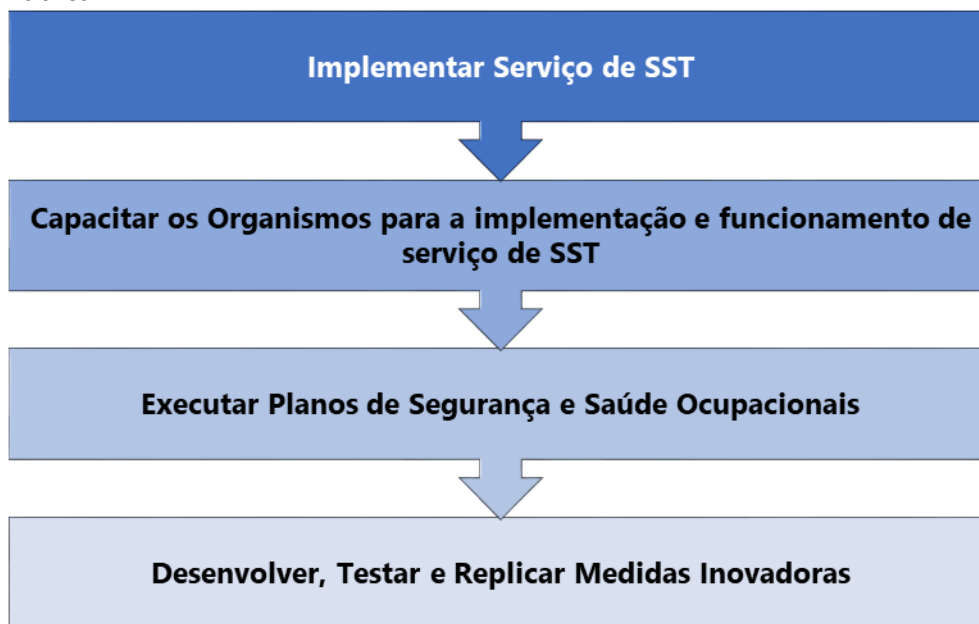 Implementar Serviço de SST
Capacitar os Organismos para a implementação e funcionamento de
serviço de SST
Executar Planos de Segurança e Saúde Ocupacionais
Desenvolver, Testar e Replicar Medidas Inovadoras